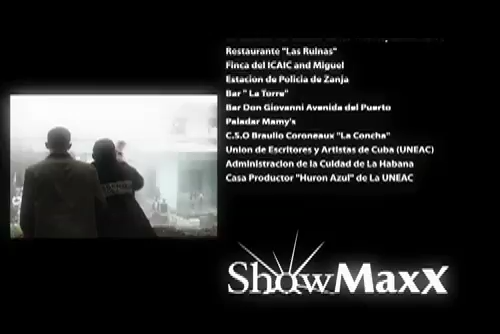 Restaurante "Las Ruinas"
Finca del ICAIC and Miguel
Estacion de Policia de Zanja
Bar " La Torre"
Bar Don Giovanni Avenida del Puerto
Paladar Mamy's
C.S.O Braulio Coroneaux "La Concha"
Union de Escritores y Artistas de Cuba (UNEAC)
Administracion de la Cuidad de La Habana
Casa Productor "Huron Azul" de La UNEAC
ShowMaxX